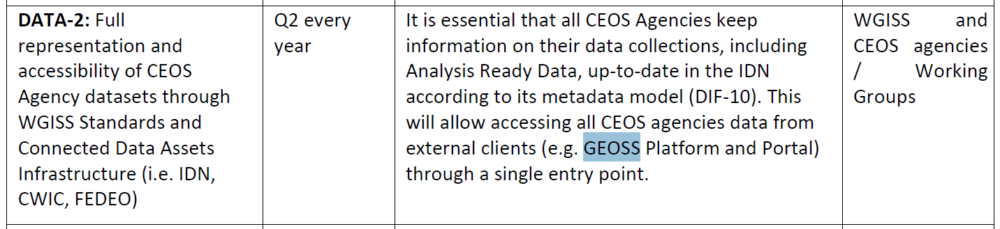 DATA-2: Full
representation and
accessibility of CEOS
Agency datasets through
WGISS Standards and
Connected Data Assets
Infrastructure (i.e. IDN,
CWIC, FEDEO)
Q2 every
year
It is essential that all CEOS Agencies keep
information on their data collections, including
Analysis Ready Data, up-to-date in the IDN
according to its metadata model (DIF-10). This
will allow accessing all CEOS agencies data from
external clients (e.g. GEOSS Platform and Portal)
through a single entry point.
WGISS and
CEOS agencies
/ Working
Groups